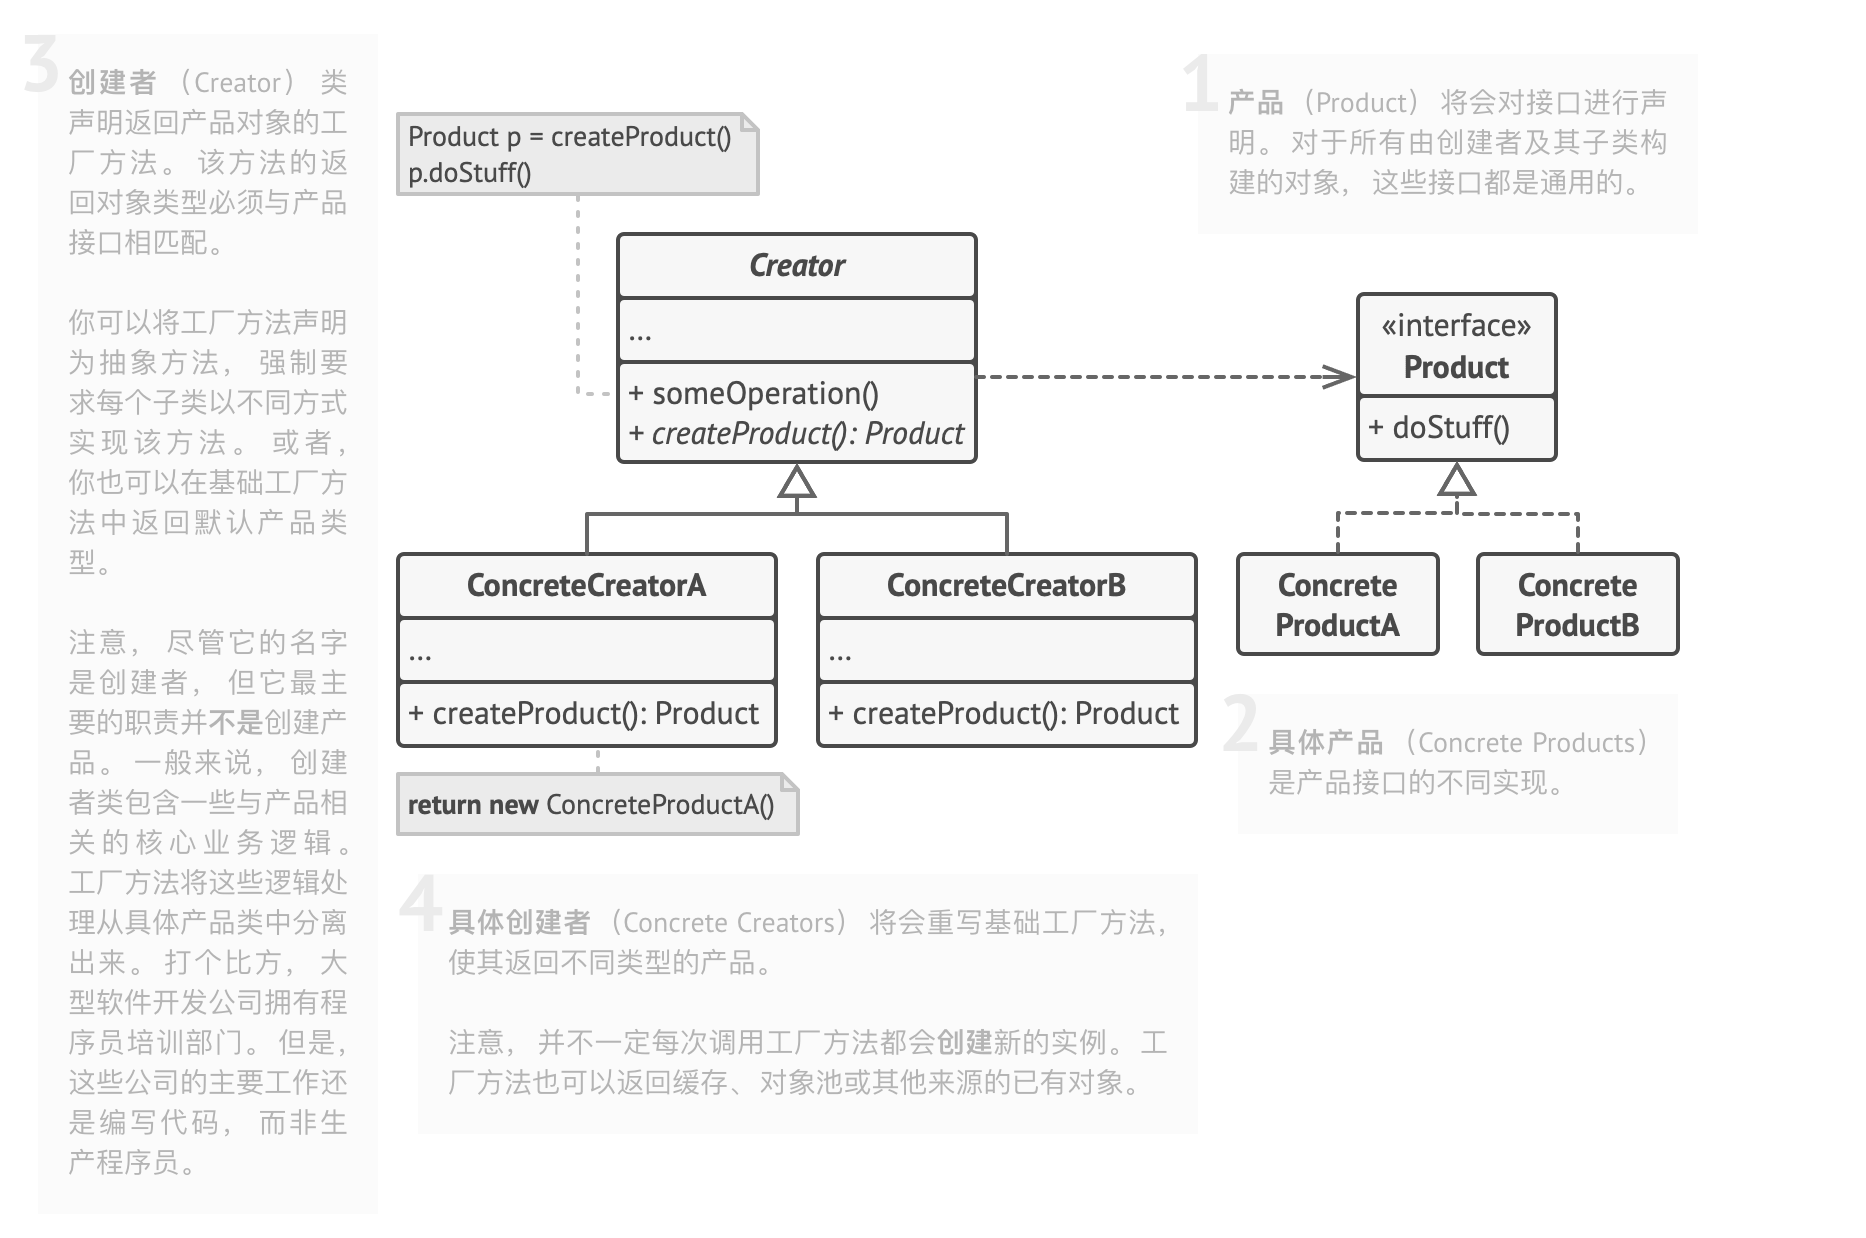 3
创建者 （Creator） 类
声明返回产品对象的工
厂方法。 该方法的返
回对象类型必须与产品
接口相匹配。
你可以将工厂方法声明
为抽象方法， 强制要
求每个子类以不同方式
实现该方法。 或者，
你也可以在基础工厂方
法中返回默认产品类
型。
注意， 尽管它的名字
是创建者， 但它最主
要的职责并不是创建产
品。 一般来说， 创建
者类包含一些与产品相
关的核心业务逻辑。
工厂方法将这些逻辑处
理从具体产品类中分离
出来。 打个比方， 大
型软件开发公司拥有程
序员培训部门。 但是，
这些公司的主要工作还
是编写代码， 而非生
产程序员。
Product p = createProduct()
p.doStuff()
Creator
...
+ someOperation()
+ createProduct(): Product
ConcreteCreatorA
...
+ createProduct(): Product
ConcreteCreatorB
...
+ createProduct(): Product
return new ConcreteProductA()
1
产品 （Product） 将会对接口进行声
明。 对于所有由创建者及其子类构
建的对象， 这些接口都是通用的。
«interface»
Product
+ doStuff()
Concrete
ProductA
Concrete
ProductB
2
具体产品 （Concrete Products）
是产品接口的不同实现。
4
具体创建者 （Concrete Creators） 将会重写基础工厂方法，
使其返回不同类型的产品。
注意， 并不一定每次调用工厂方法都会创建新的实例。 工
厂方法也可以返回缓存、 对象池或其他来源的已有对象。